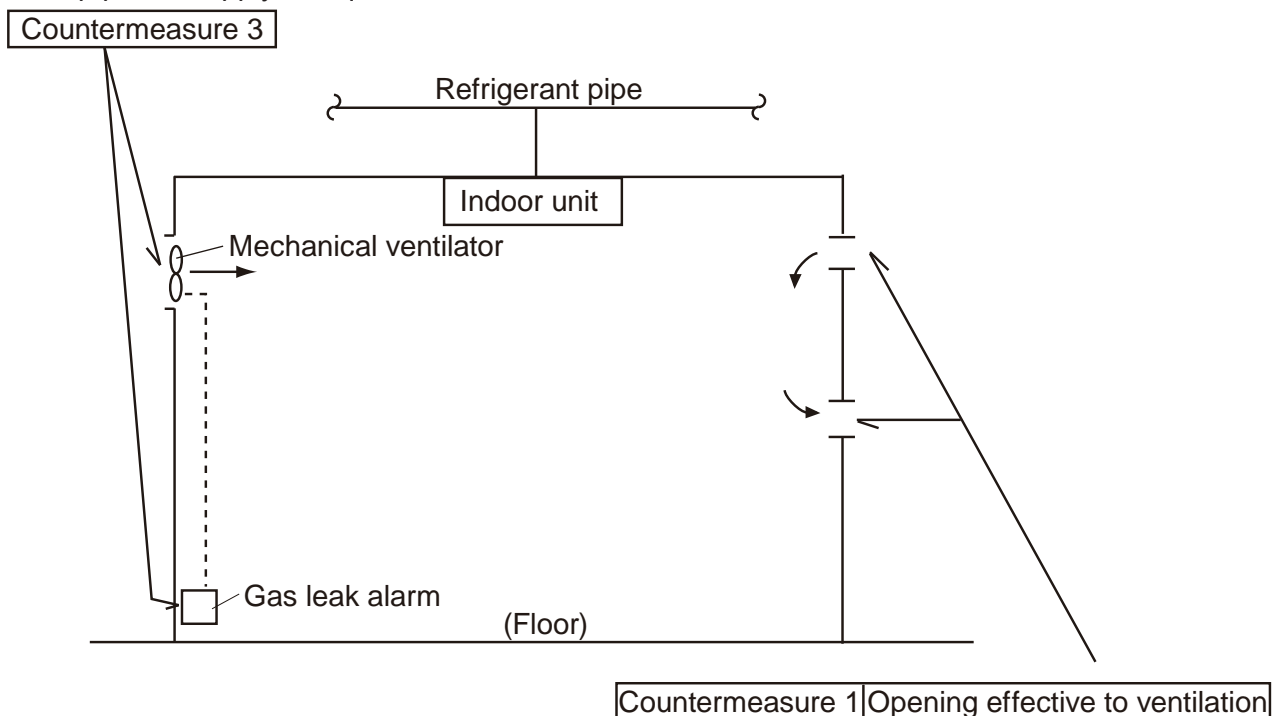 Countermeasure 3
Refrigerant pipe
Indoor unit
Mechanical ventilator
Gas leak alarm
(Floor)
Countermeasure 1 Opening effective to ventilation